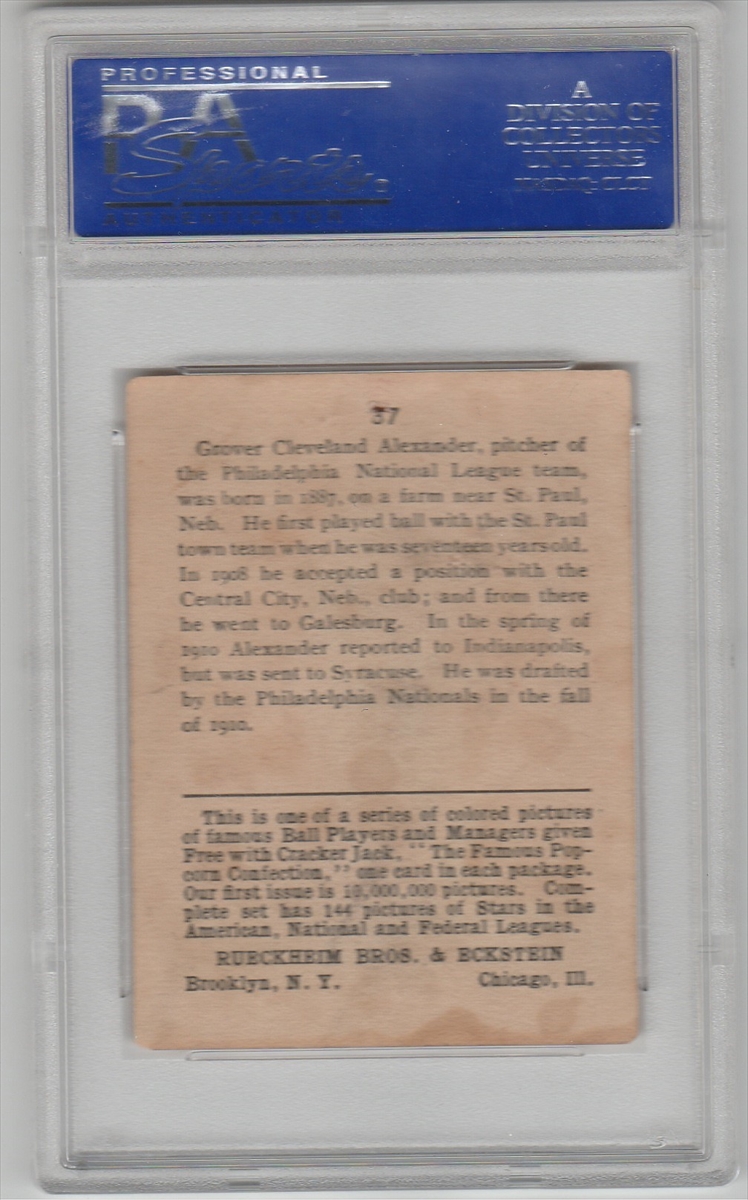 PROFESSIONAL
PSA
Sports
AUTHENTICATOR
A
DIVISION OF
COLLECTORS
UNIVERSE
NASDAQ: CLCT
37
Grover Cleveland Alexander, pitcher of
the Philadelphia National League team,
was born in 1887, on a farm near St. Paul,
Neb. He first played ball with the St. Paul
town team when he was seventeen years old.
In 1908 he accepted a position with the
Central City, Neb., club; and from there
he went to Galesburg. In the spring of
1910 Alexander reported to Indianapolis,
but was sent to Syracuse. He was drafted
by the Philadelphia Nationals in the fall
of 1910.
This is one of a series of colored pictures
of famous Ball Players and Managers given
Free with Cracker Jack, "The Famous Pop-
corn Confection," one card in each package.
Our first issue is 10,000,000 pictures. Com-
plete set has 144 pictures of Stars in the
American, National and Federal Leagues.
RUECKHEIM BROS. & ECKSTEIN
Brooklyn, N. Y. Chicago, Ill.